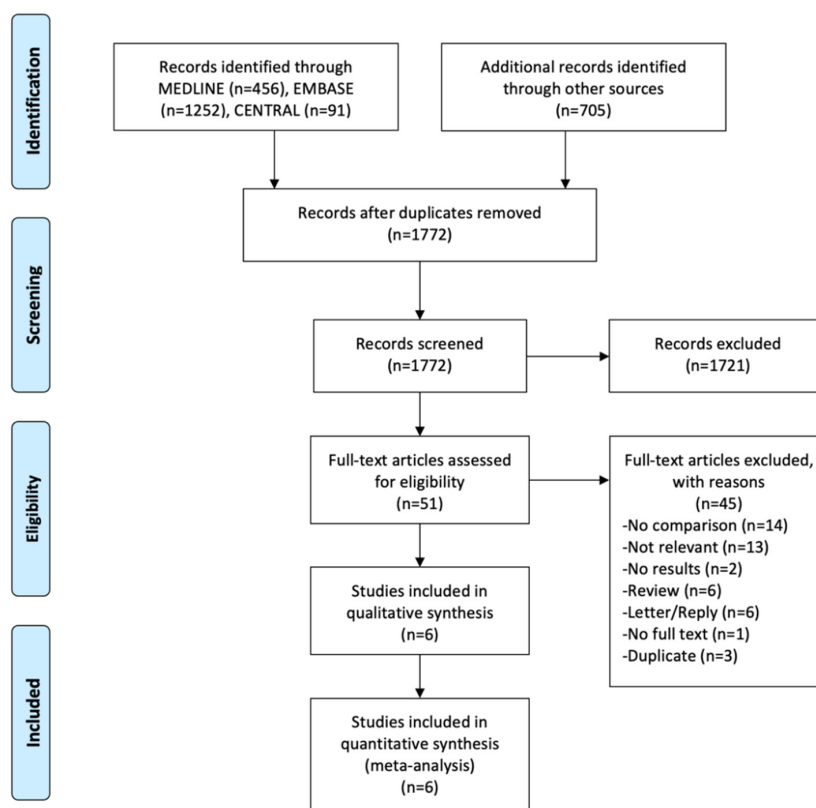 Identification
Records identified through
MEDLINE (n=456), EMBASE
(n=1252), CENTRAL (n=91)
Additional records identified
through other sources
(n=705)
Records after duplicates removed
(n=1772)
Screening
Records screened
(n=1772)
Records excluded
(n=1721)
Eligibility
Full-text articles assessed
for eligibility
(n=51)
Full-text articles excluded,
with reasons
(n=45)
-No comparison (n=14)
-Not relevant (n=13)
-No results (n=2)
-Review (n=6)
-Letter/Reply (n=6)
-No full text (n=1)
-Duplicate (n=3)
Studies included in
qualitative synthesis
(n=6)
Included
Studies included in
quantitative synthesis
(meta-analysis)
(n=6)